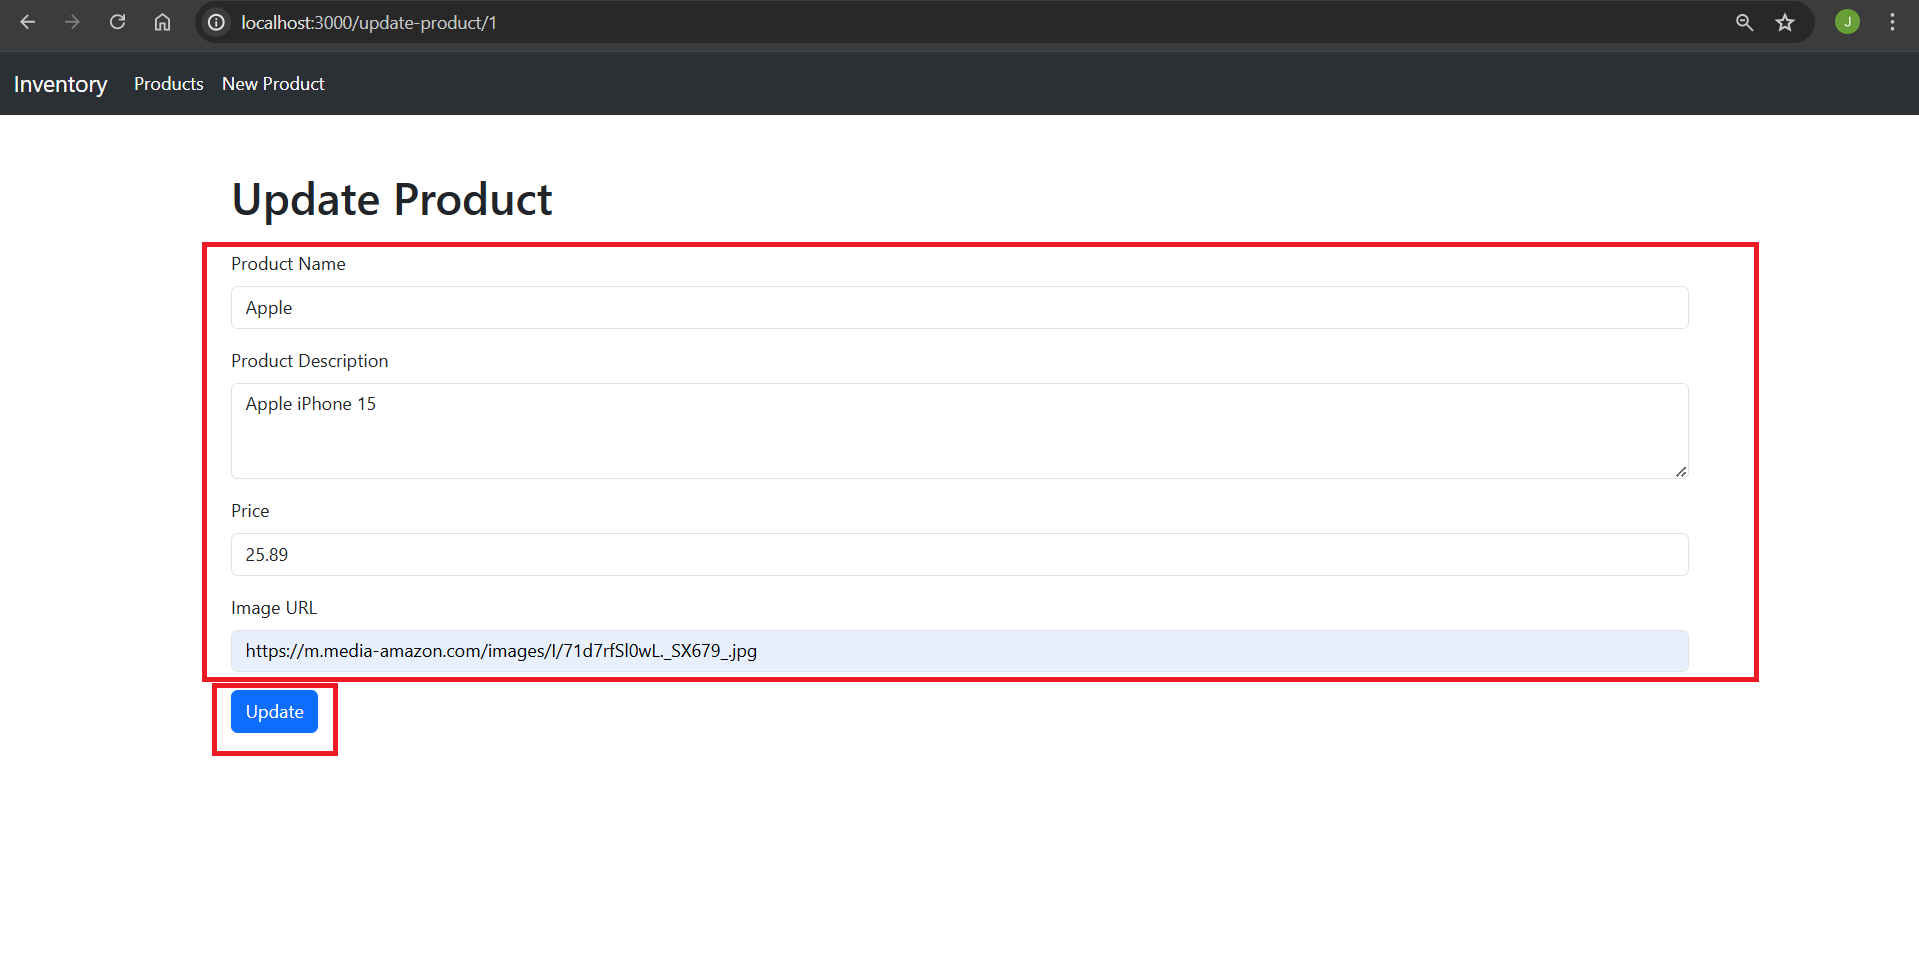 localhost:3000/update-product/1
J
Inventory Products New Product
Update Product
Product Name
Apple
Product Description
Apple iPhone 15
Price
25.89
Image URL
https://m.media-amazon.com/images/I/71d7rfSl0wL._SX679_.jpg
Update